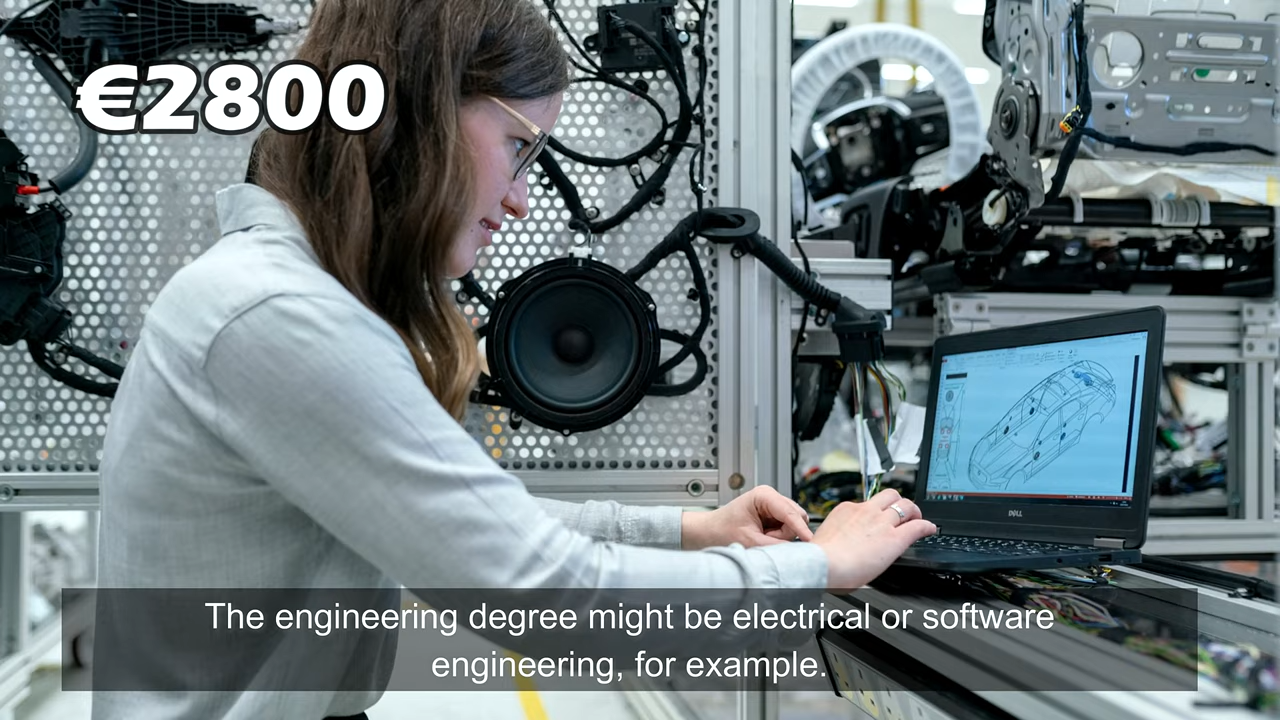 €2800
DELL
The engineering degree might be electrical or software
engineering, for example.